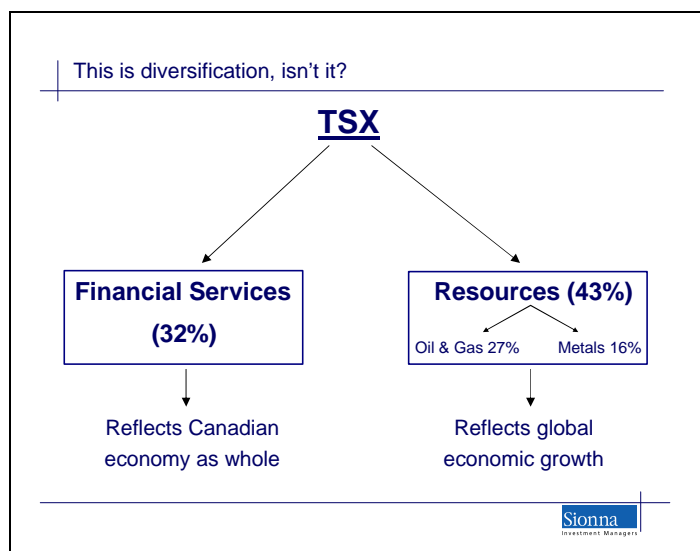 This is diversification, isn't it?
TSX
Financial Services
(32%)
Resources (43%)
Oil & Gas 27% Metals 16%
Reflects Canadian
economy as whole
Reflects global
economic growth
Sionna
Investment Managers